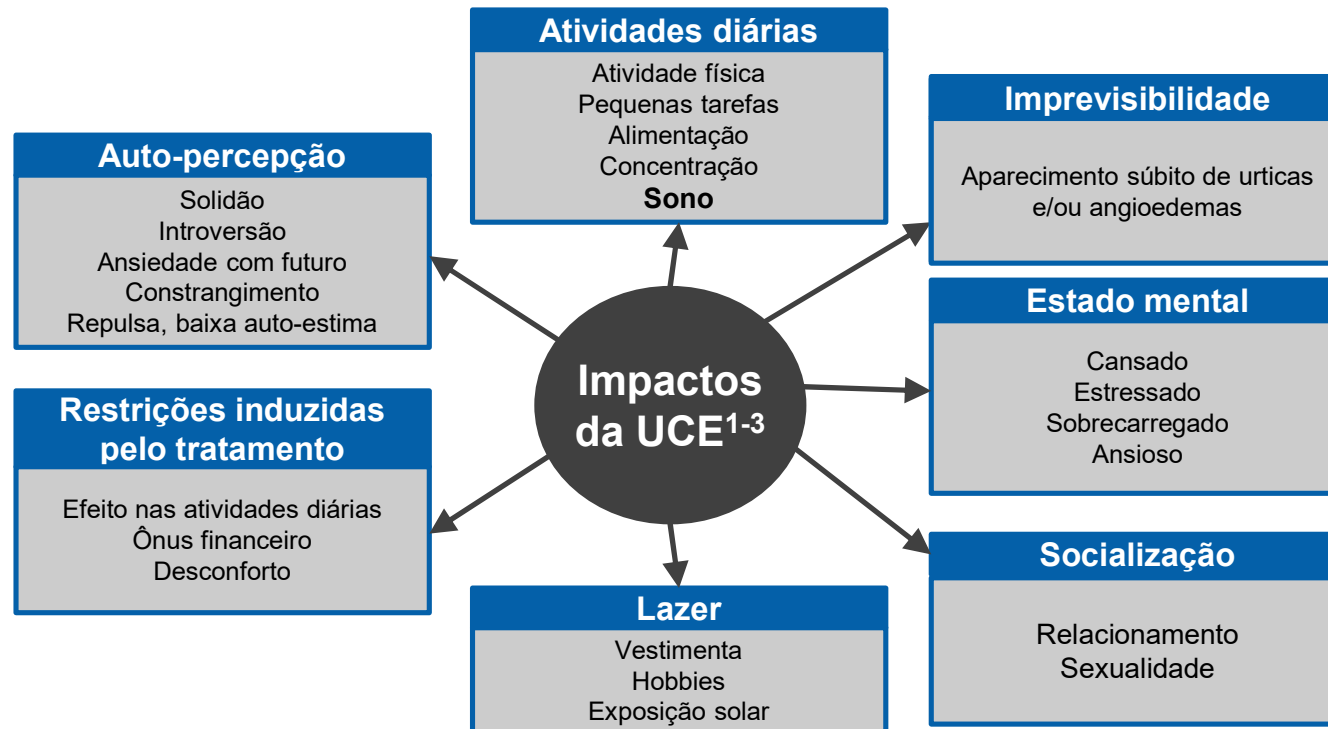 Atividades diárias
Atividade física
Pequenas tarefas
Alimentação
Concentração
Sono
Imprevisibilidade
Aparecimento súbito de urticas
e/ou angioedemas
Auto-percepção
Solidão
Introversão
Ansiedade com futuro
Constrangimento
Repulsa, baixa auto-estima
Estado mental
Cansado
Estressado
Sobrecarregado
Ansioso
Impactos
da UCE1-3
Restrições induzidas
pelo tratamento
Efeito nas atividades diárias
Ônus financeiro
Desconforto
Socialização
Relacionamento
Sexualidade
Lazer
Vestimenta
Hobbies
Exposição solar